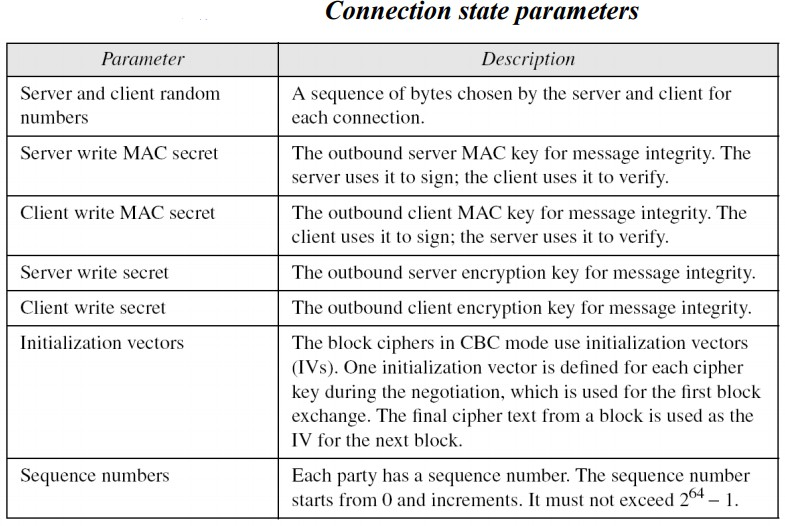 Connection state parameters
Parameter
Description
Server and client random
numbers
A sequence of bytes chosen by the server and client for
each connection.
Server write MAC secret
The outbound server MAC key for message integrity. The
server uses it to sign; the client uses it to verify.
Client write MAC secret
The outbound client MAC key for message integrity. The
client uses it to sign; the server uses it to verify.
Server write secret
The outbound server encryption key for message integrity.
Client write secret
The outbound client encryption key for message integrity.
Initialization vectors
The block ciphers in CBC mode use initialization vectors
(IVs). One initialization vector is defined for each cipher
key during the negotiation, which is used for the first block
exchange. The final cipher text from a block is used as the
IV for the next block.
Sequence numbers
Each party has a sequence number. The sequence number
starts from 0 and increments. It must not exceed 2⁶⁴ – 1.